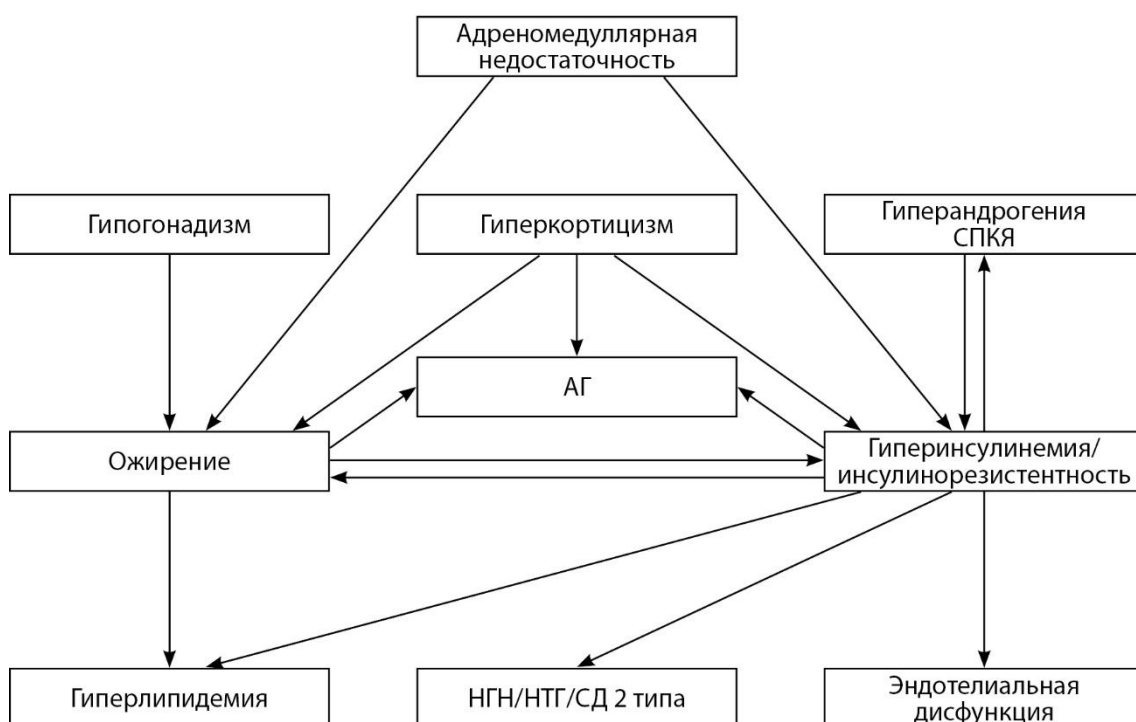 Адреномедуллярная
недостаточность
Гипогонадизм
Гиперкортицизм
Гиперандрогения
СПКЯ
АГ
Ожирение
Гиперинсулинемия/
инсулинорезистентность
Гиперлипидемия
НГН/НТГ/СД 2 типа
Эндотелиальная
дисфункция